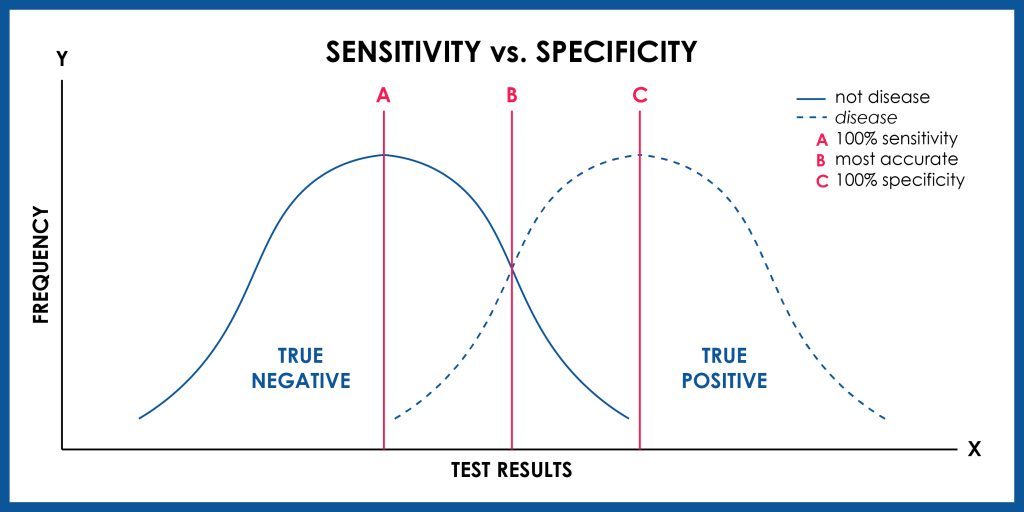 SENSITIVITY vs. SPECIFICITY
Y
A
B
C
not disease
disease
A 100% sensitivity
B most accurate
C 100% specificity
FREQUENCY
TRUE
NEGATIVE
TRUE
POSITIVE
X
TEST RESULTS